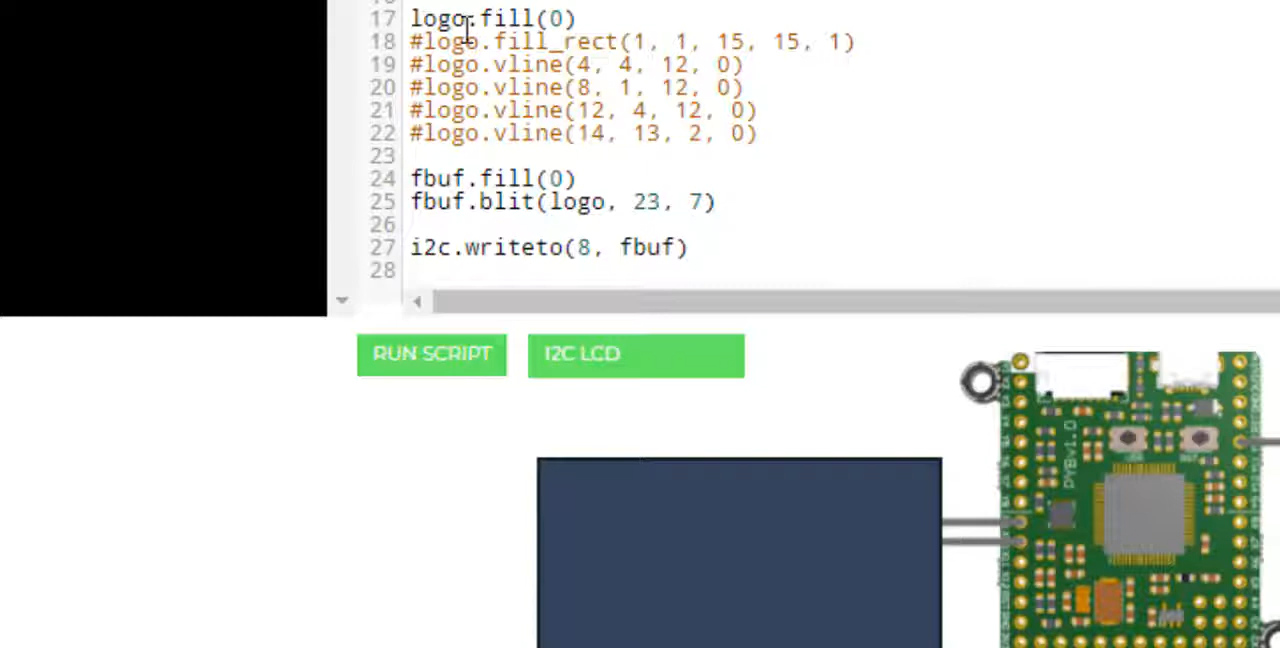 17 logo.fill(0)
18 #logo.fill_rect(1, 1, 15, 15, 1)
19 #logo.vline(4, 4, 12, 0)
20 #logo.vline(8, 1, 12, 0)
21 #logo.vline(12, 4, 12, 0)
22 #logo.vline(14, 13, 2, 0)
23
24 fbuf.fill(0)
25 fbuf.blit(logo, 23, 7)
26
27 i2c.writeto(8, fbuf)
28
RUN SCRIPT
I2C LCD
PYBv1.0